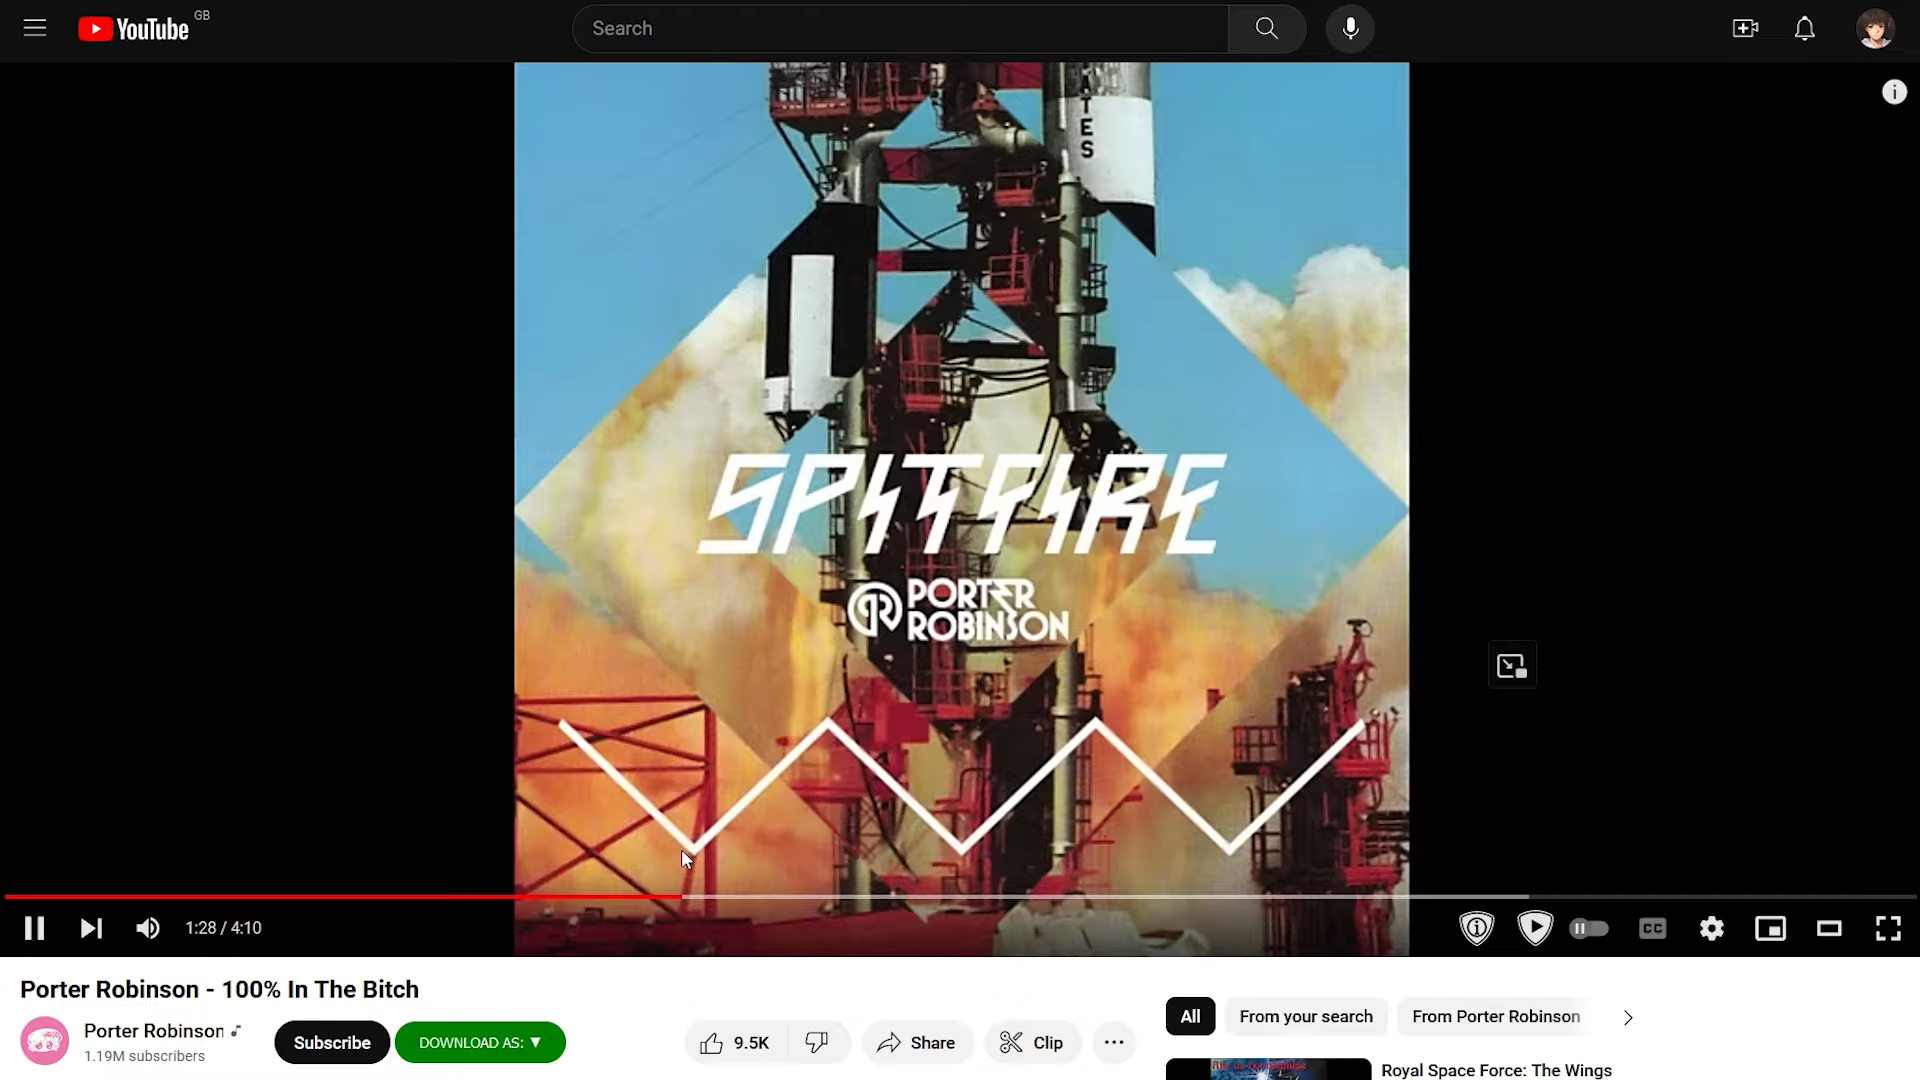 YouTube GB
Search
ATES
SPITFIRE
PORTER
ROBINSON
1:28 / 4:10
CC
Porter Robinson - 100% In The Bitch
Porter Robinson
1.19M subscribers
Subscribe
DOWNLOAD AS: ▼
9.5K
Share
Clip
All
From your search
From Porter Robinson
Royal Space Force: The Wings